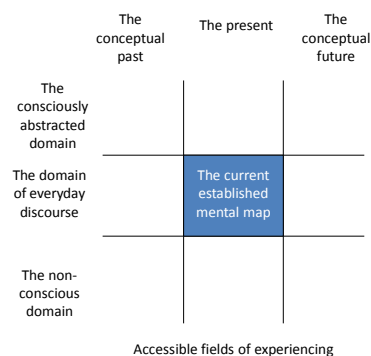 The
conceptual
past
The present
The
conceptual
future
The
consciously
abstracted
domain
The domain
of everyday
discourse
The current
established
mental map
The non-
conscious
domain
Accessible fields of experiencing